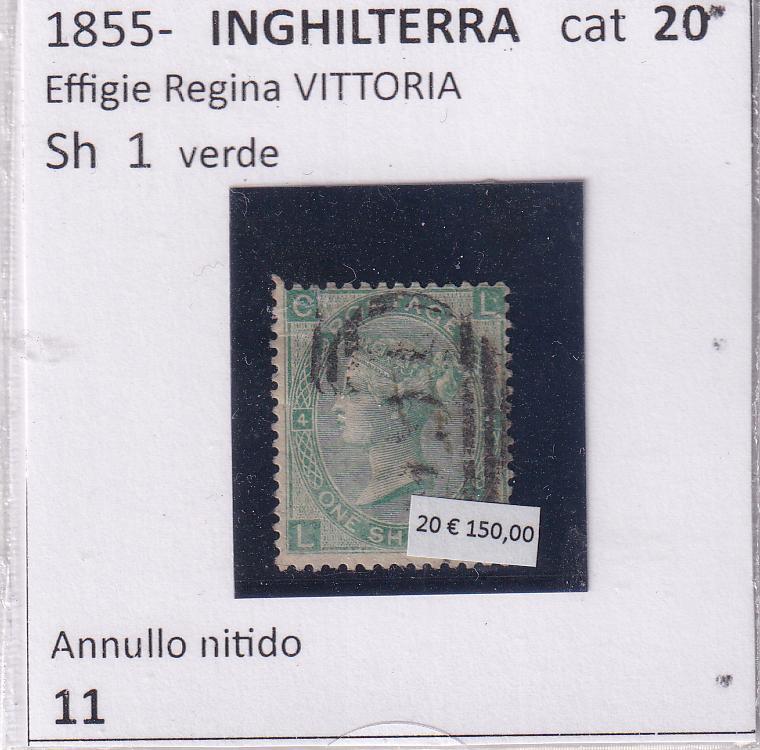 1855- INGHILTERRA cat 20
Effigie Regina VITTORIA
Sh 1 verde
C POSTAGE L
4
ONE SH
L
20 € 150,00
Annullo nitido
11